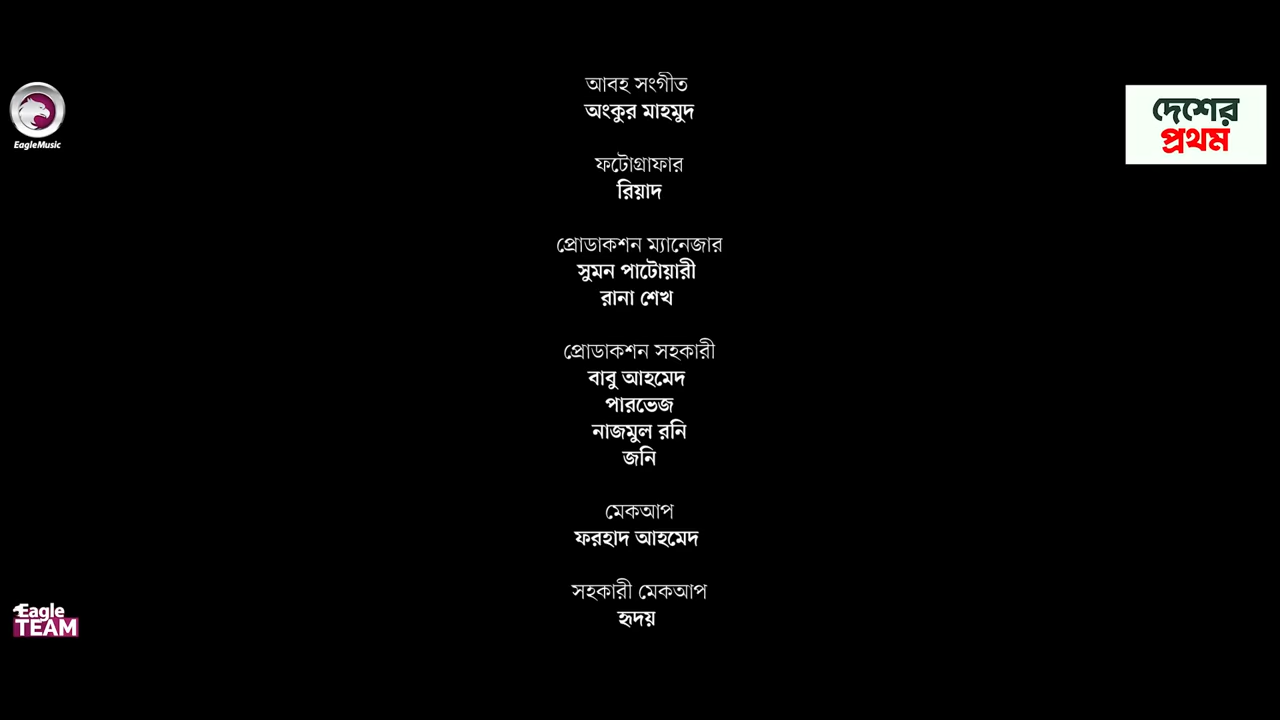 আবহ সংগীত
অংকুর মাহমুদ
ফটোগ্রাফার
রিয়াদ
প্রোডাকশন ম্যানেজার
সুমন পাটোয়ারী
রানা শেখ
প্রোডাকশন সহকারী
বাবু আহমেদ
পারভেজ
নাজমুল রনি
জনি
মেকআপ
ফরহাদ আহমেদ
সহকারী মেকআপ
হৃদয়
EagleMusic
দেশের
প্রথম
Eagle
TEAM